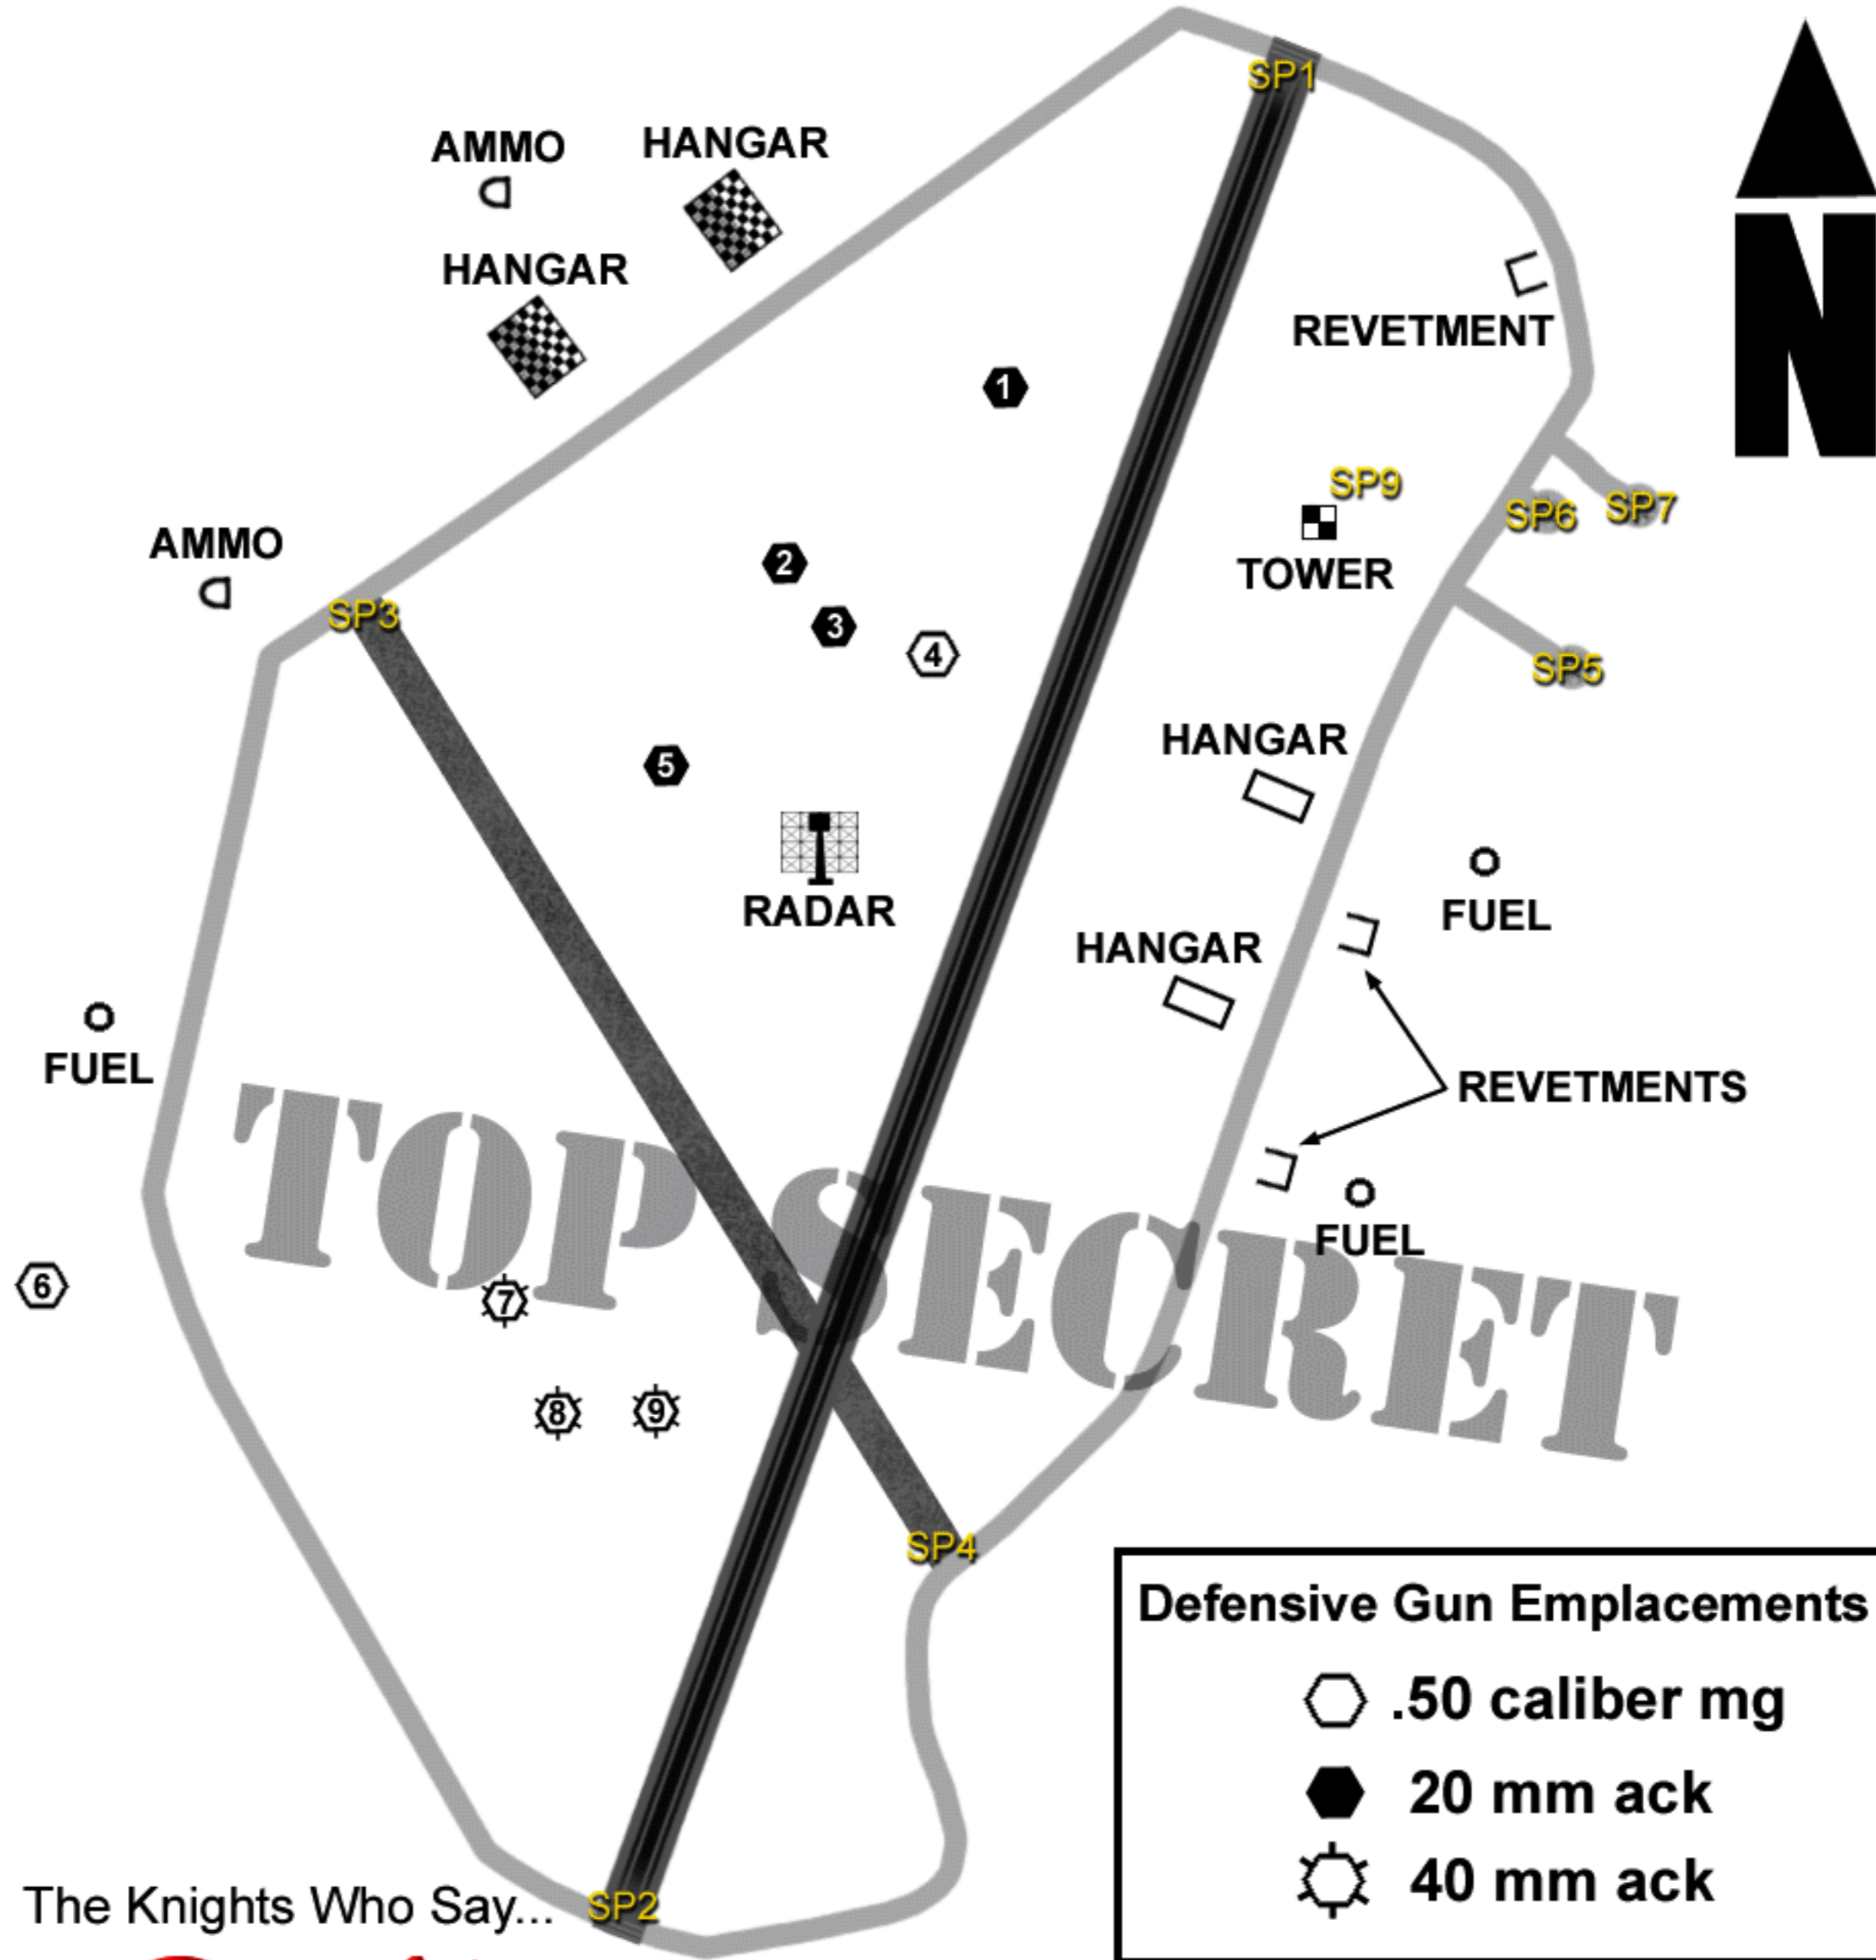 SP1
AMMO
HANGAR
HANGAR
REVETMENT
1
SP9
SP6
SP7
AMMO
2
TOWER
SP3
3
4
SP5
HANGAR
5
RADAR
FUEL
HANGAR
FUEL
REVETMENTS
TOP SECRET
FUEL
6
7
8
9
SP4
N
Defensive Gun Emplacements
.50 caliber mg
20 mm ack
40 mm ack
The Knights Who Say...
SP2